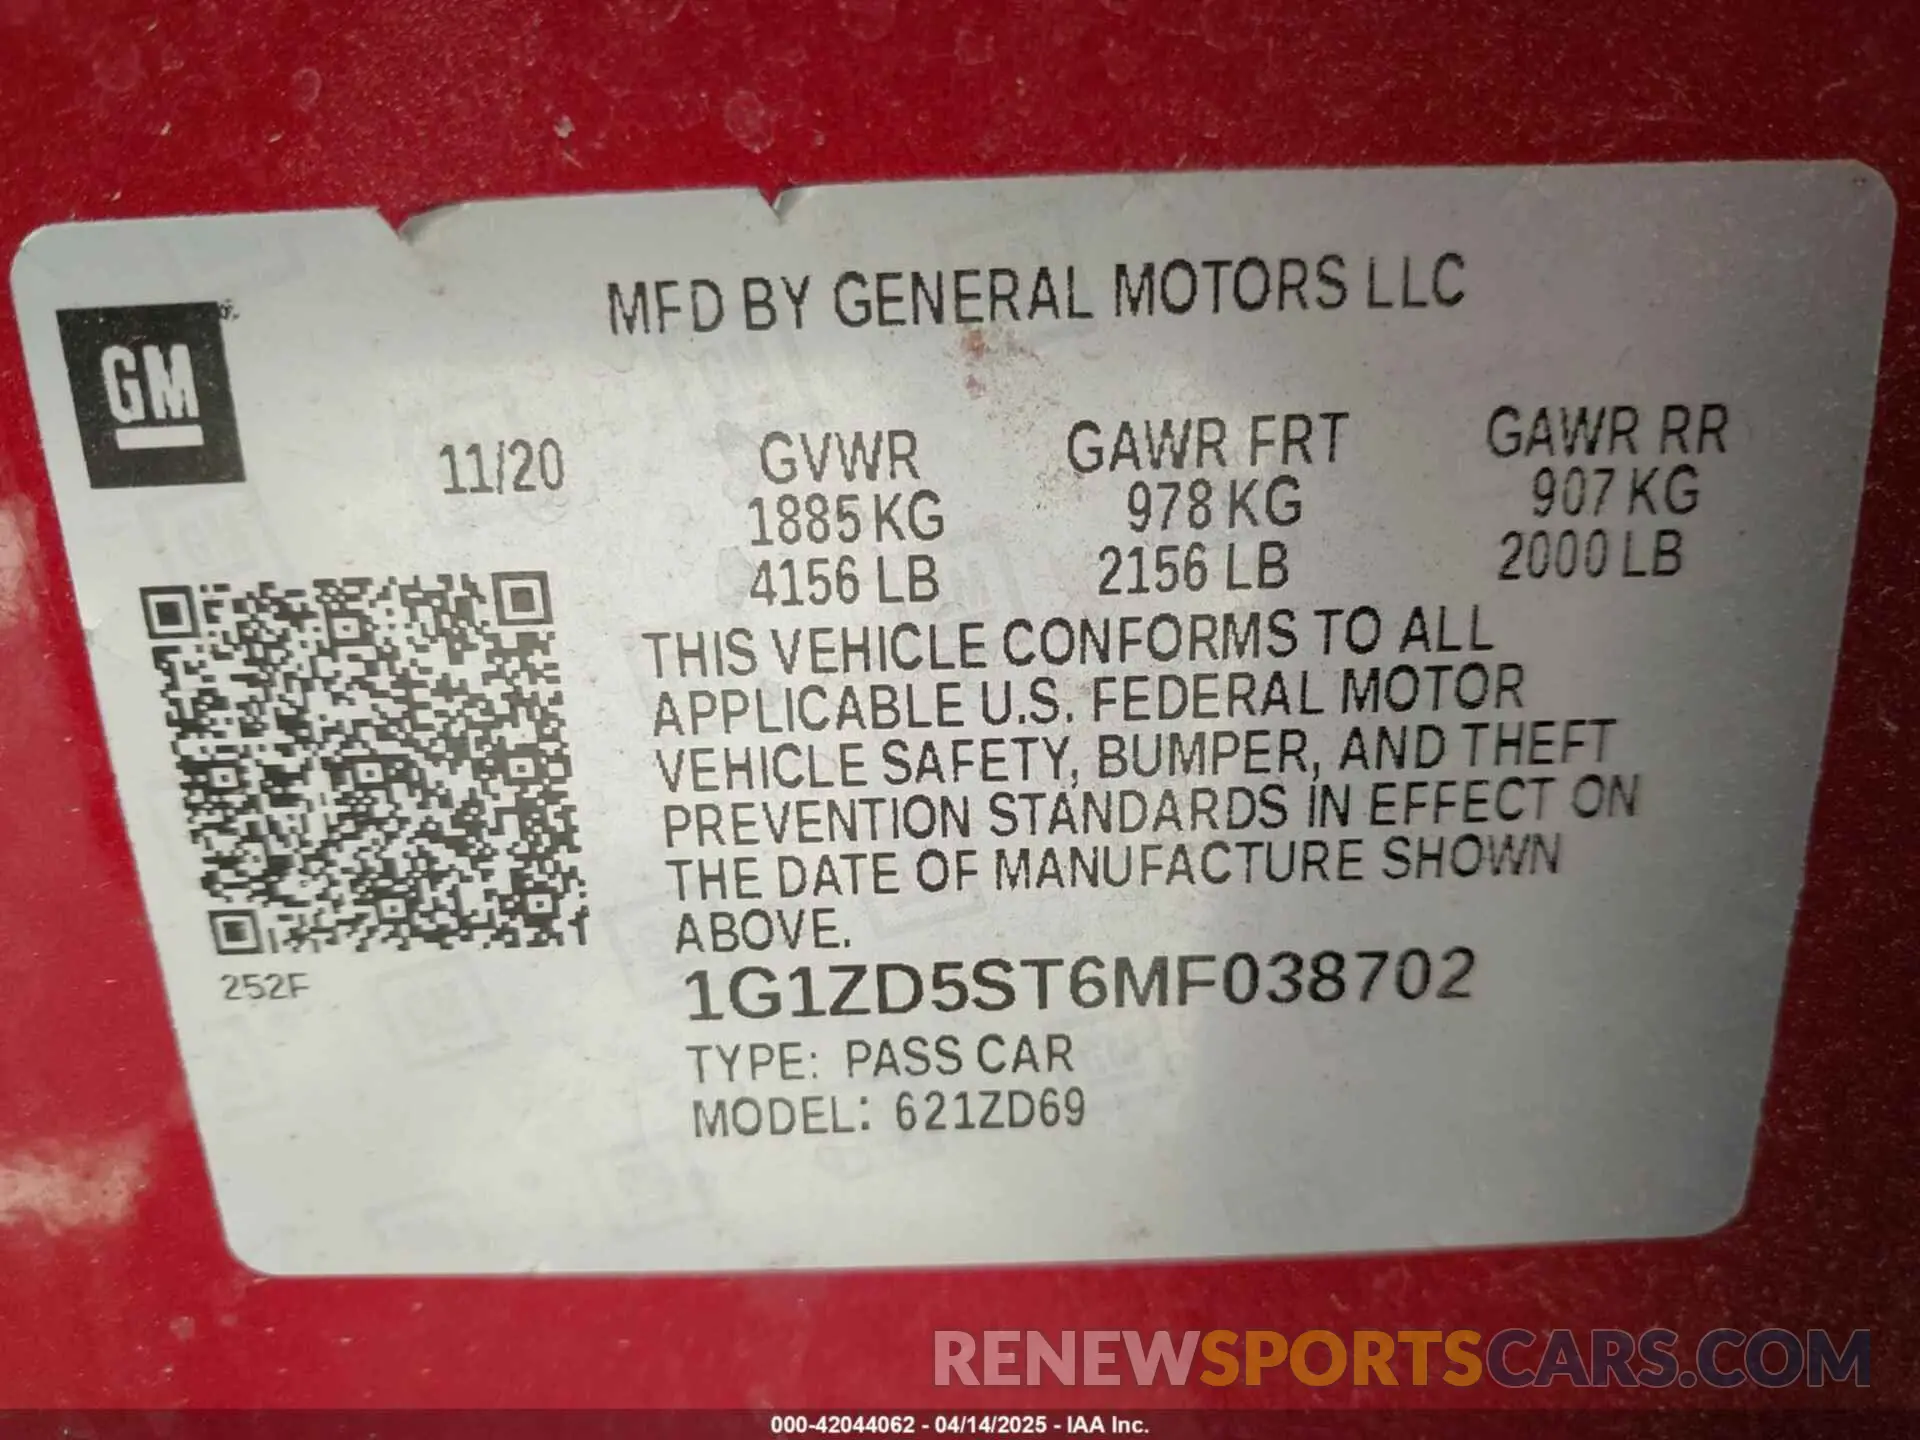 MFD BY GENERAL MOTORS LLC
GM
11/20
GVWR
1885 KG
4156 LB
GAWR FRT
978 KG
2156 LB
GAWR RR
907 KG
2000 LB
THIS VEHICLE CONFORMS TO ALL
APPLICABLE U.S. FEDERAL MOTOR
VEHICLE SAFETY, BUMPER, AND THEFT
PREVENTION STANDARDS IN EFFECT ON
THE DATE OF MANUFACTURE SHOWN
ABOVE.
252F
1G1ZD5ST6MF038702
TYPE: PASS CAR
MODEL: 621ZD69
RENEWSPORTSCARS.COM
000-42044062 - 04/14/2025 - IAA Inc.